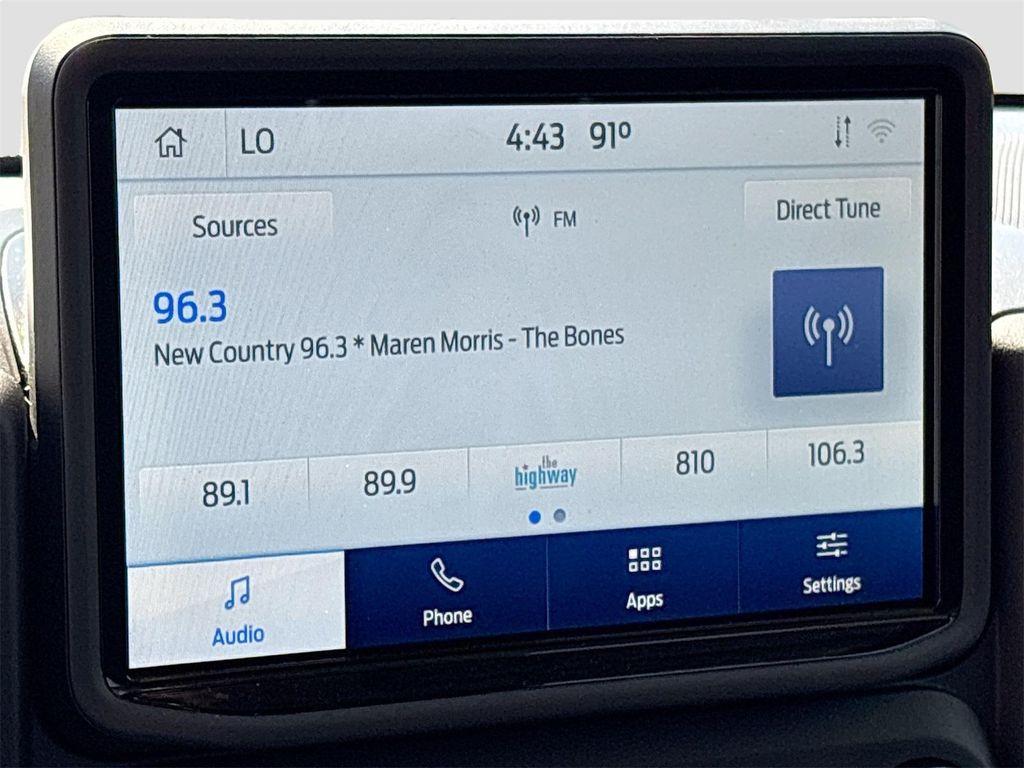 LO 4:43 91°
Sources FM Direct Tune
96.3
New Country 96.3 * Maren Morris - The Bones
89.1 89.9 the highway 810 106.3
Audio Phone Apps Settings